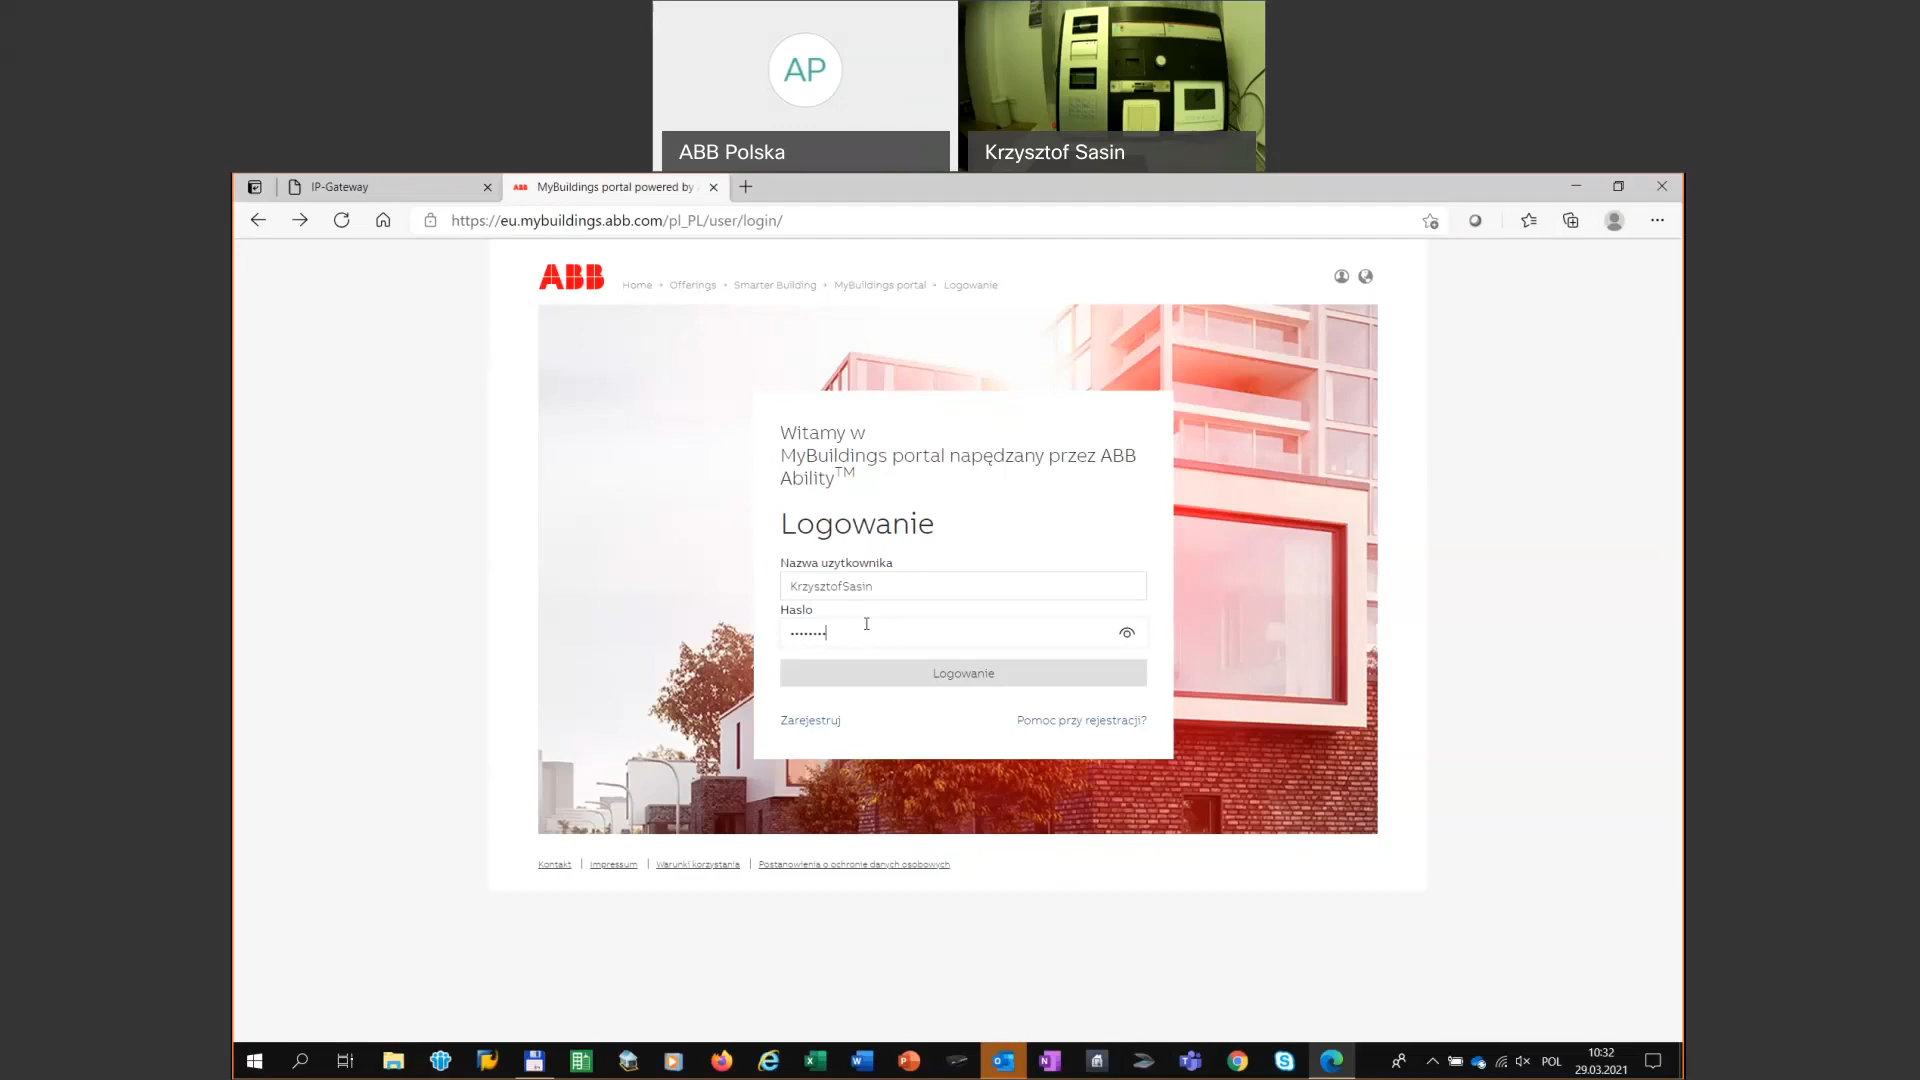 AP
ABB Polska
Krzysztof Sasin
IP-Gateway
ABB MyBuildings portal powered by
https://eu.mybuildings.abb.com/pl_PL/user/login/
ABB
Home • Offerings • Smarter Building • MyBuildings portal • Logowanie
Witamy w
MyBuildings portal napędzany przez ABB
Ability™
Logowanie
Nazwa uzytkownika
KrzysztofSasin
Haslo
••••••••
Logowanie
Zarejestruj
Pomoc przy rejestracji?
Kontakt | Impressum | Warunki korzystania | Postanowienia o ochronie danych osobowych
POL
10:32
29.03.2021